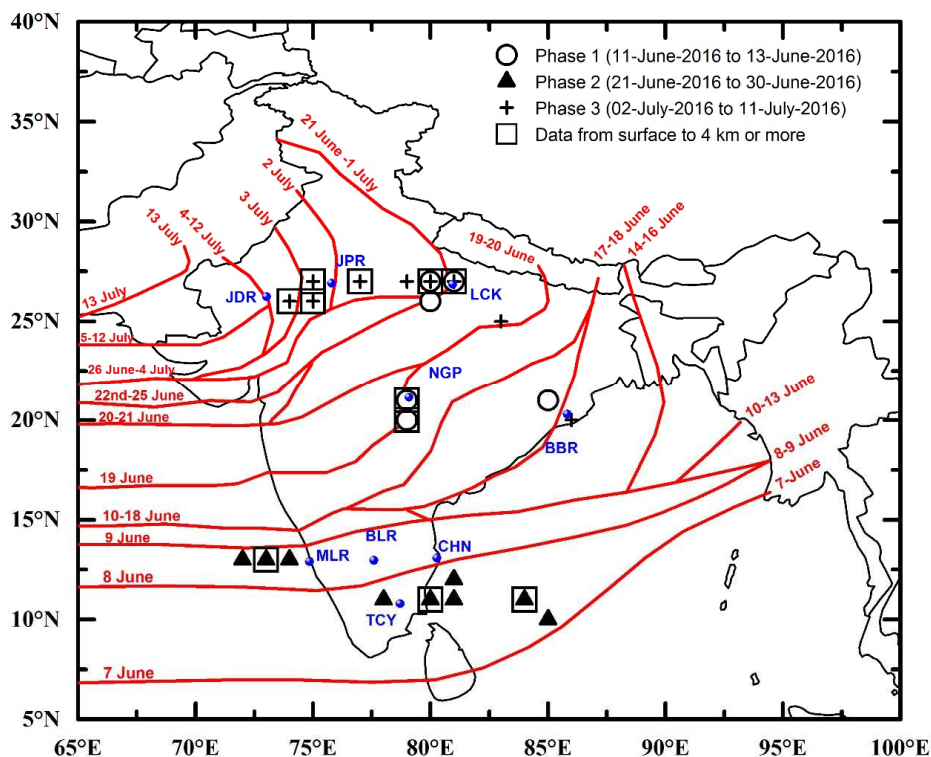 40°N
35°N
30°N
25°N
20°N
15°N
10°N
5°N
65°E
70°E
75°E
80°E
85°E
90°E
95°E
100°E
Phase 1 (11-June-2016 to 13-June-2016)
Phase 2 (21-June-2016 to 30-June-2016)
Phase 3 (02-July-2016 to 11-July-2016)
Data from surface to 4 km or more
21 June -1 July
2 July
3 July
4-12 July
13 July
13 July
5-12 July
26 June-4 July
22nd-25 June
20-21 June
19 June
10-18 June
9 June
8 June
7 June
19-20 June
17-18 June
14-16 June
10-13 June
8-9 June
7-June
JPR
JDR
LCK
NGP
BBR
BLR
MLR
CHN
TCY